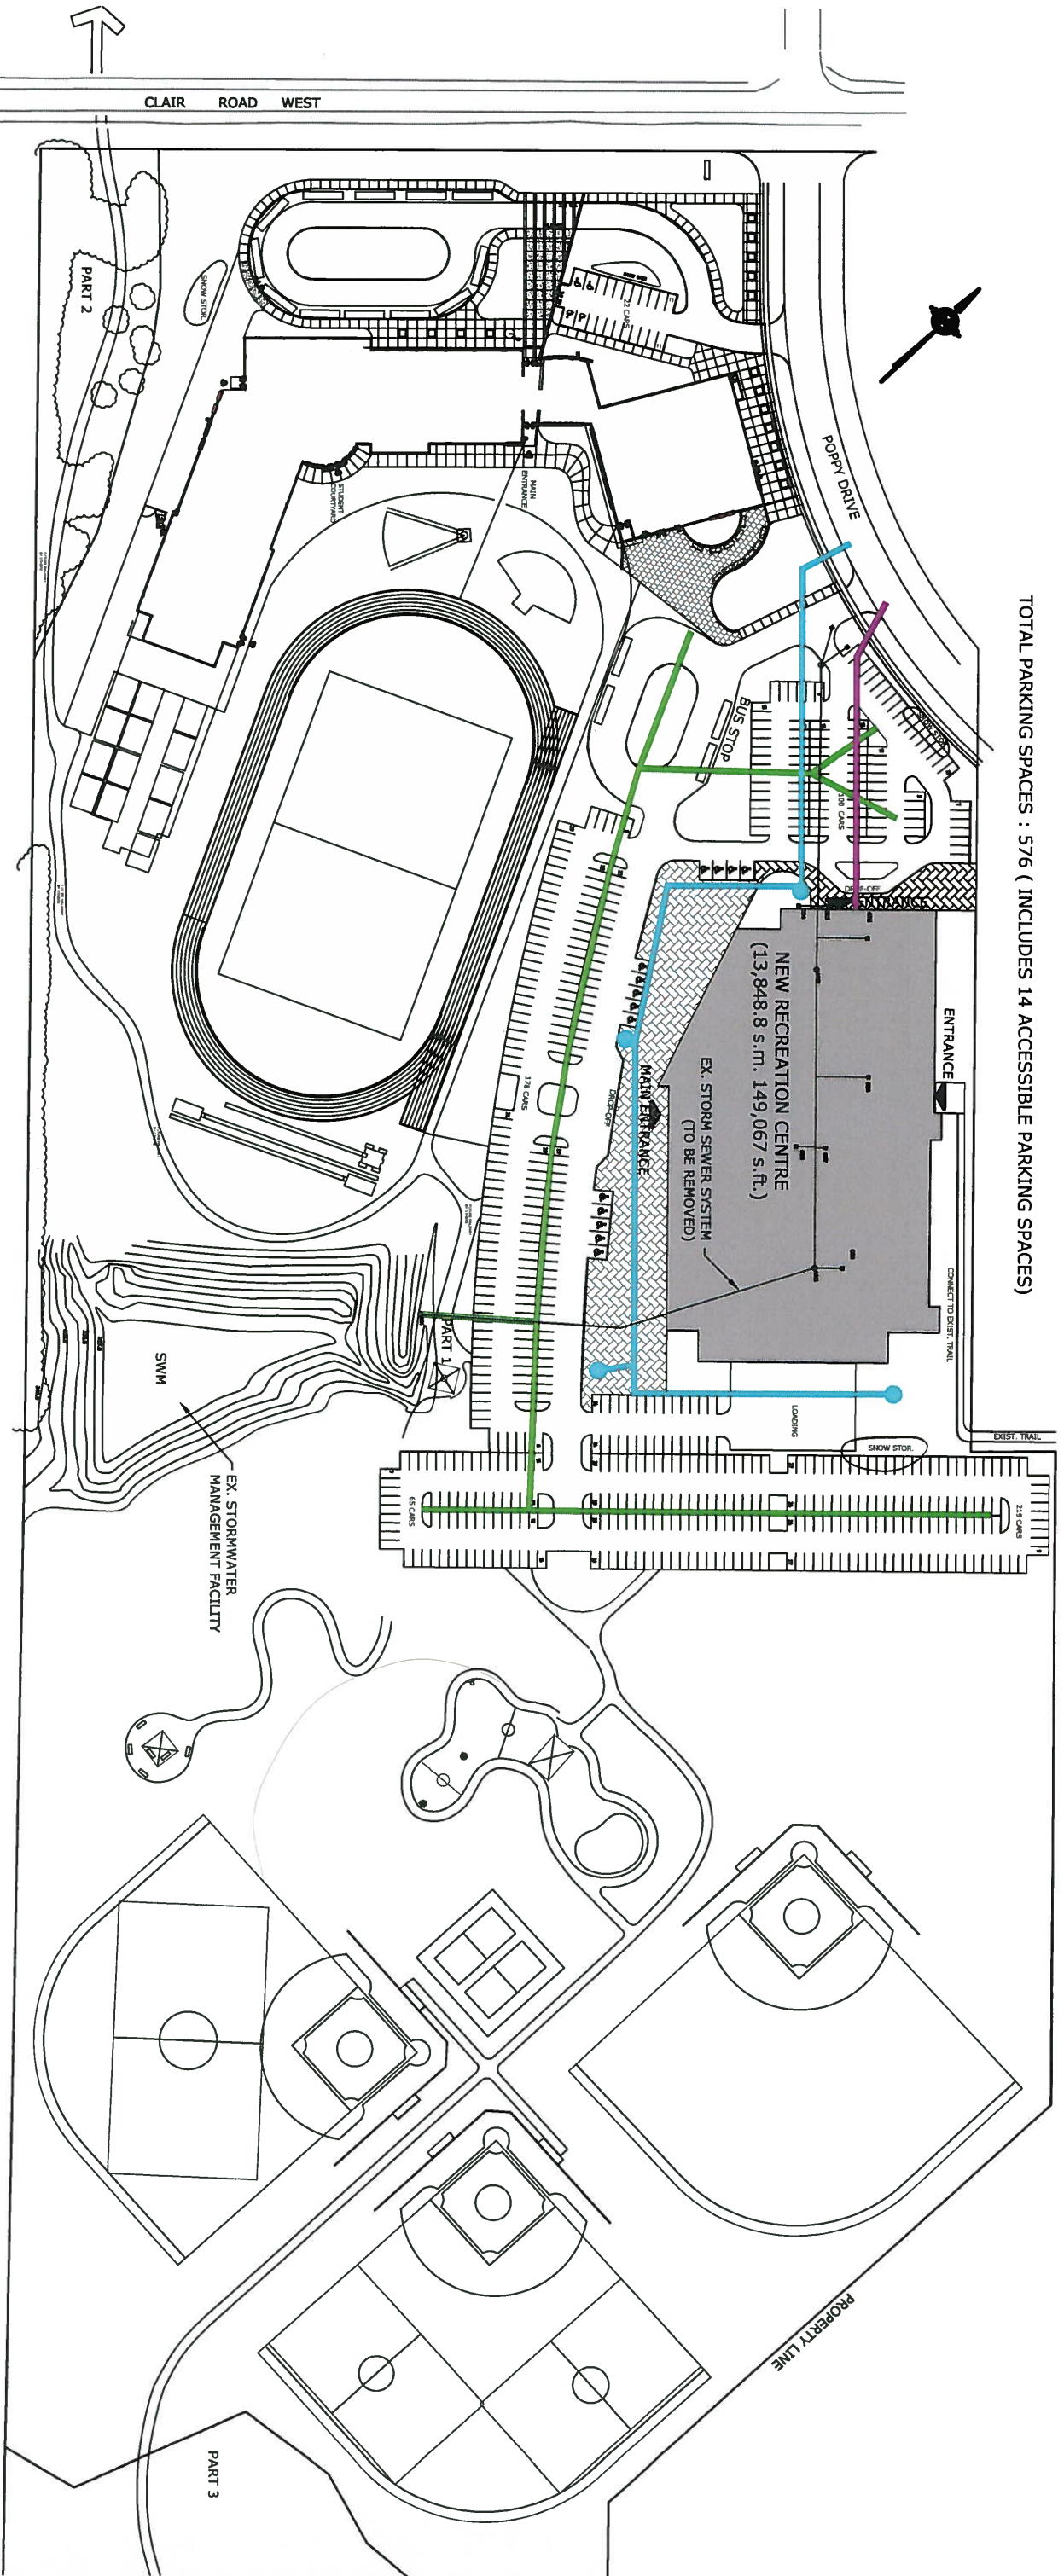 TOTAL PARKING SPACES : 576 ( INCLUDES 14 ACCESSIBLE PARKING SPACES)
CLAIR ROAD WEST
POPPY DRIVE
PART 2
SNOW STOR.
22 CARS
MAIN
ENTRANCE
STUDENT
COURTYARD
BUS STOP
100 CARS
DROP-OFF
ENTRANCE
NEW RECREATION CENTRE
(13,848.8 s.m. 149,067 s.ft.)
ENTRANCE
EX. STORM SEWER SYSTEM
(TO BE REMOVED)
MAIN ENTRANCE
DROP-OFF
178 CARS
CONNECT TO EXIST. TRAIL
EXIST. TRAIL
LOADING
SNOW STOR.
PART 1
SWM
EX. STORMWATER
MANAGEMENT FACILITY
65 CARS
219 CARS
PROPERTY LINE
PART 3